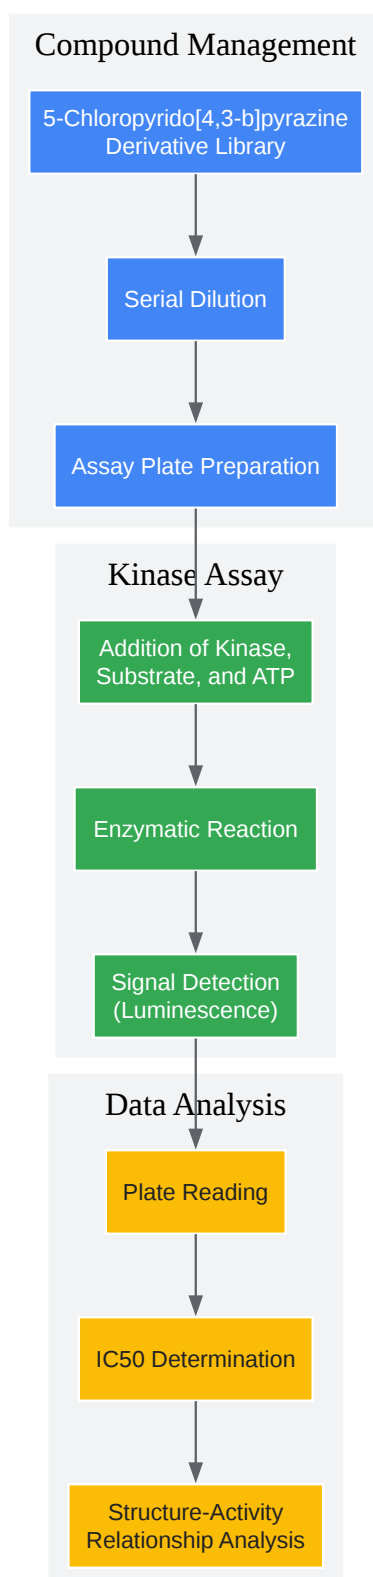 Compound Management
5-Chloropyrido[4,3-b]pyrazine
Derivative Library
Serial Dilution
Assay Plate Preparation
Kinase Assay
Addition of Kinase,
Substrate, and ATP
Enzymatic Reaction
Signal Detection
(Luminescence)
Data Analysis
Plate Reading
IC50 Determination
Structure-Activity
Relationship Analysis